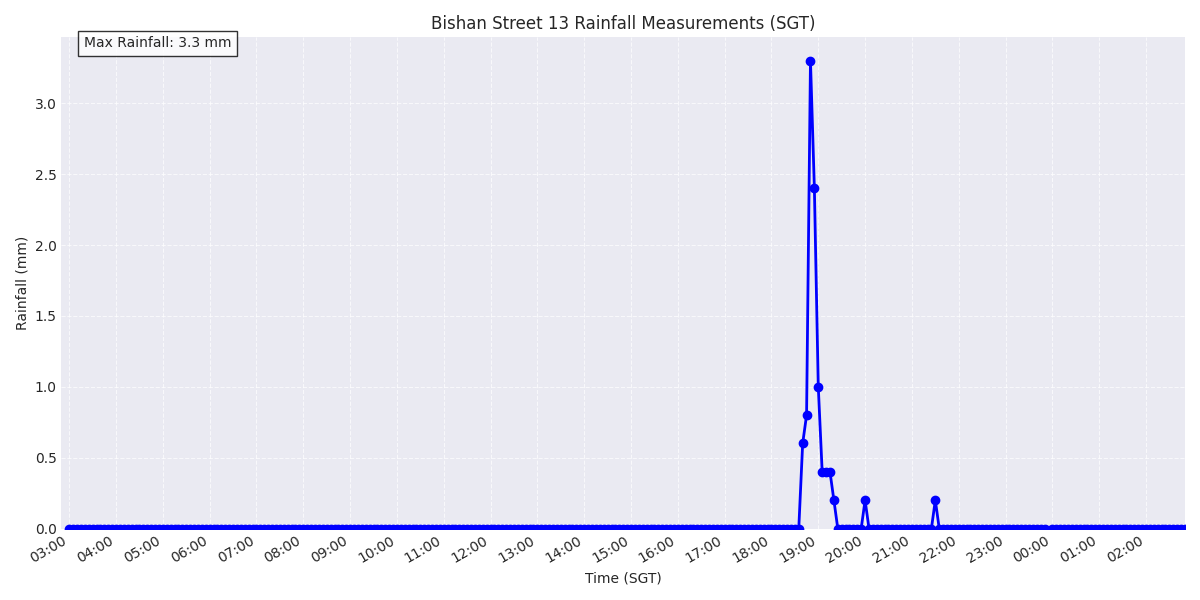 Bishan Street 13 Rainfall Measurements (SGT)
Max Rainfall: 3.3 mm
Rainfall (mm)
3.0
2.5
2.0
1.5
1.0
0.5
0.0
03:00 04:00 05:00 06:00 07:00 08:00 09:00 10:00 11:00 12:00 13:00 14:00 15:00 16:00 17:00 18:00 19:00 20:00 21:00 22:00 23:00 00:00 01:00 02:00
Time (SGT)